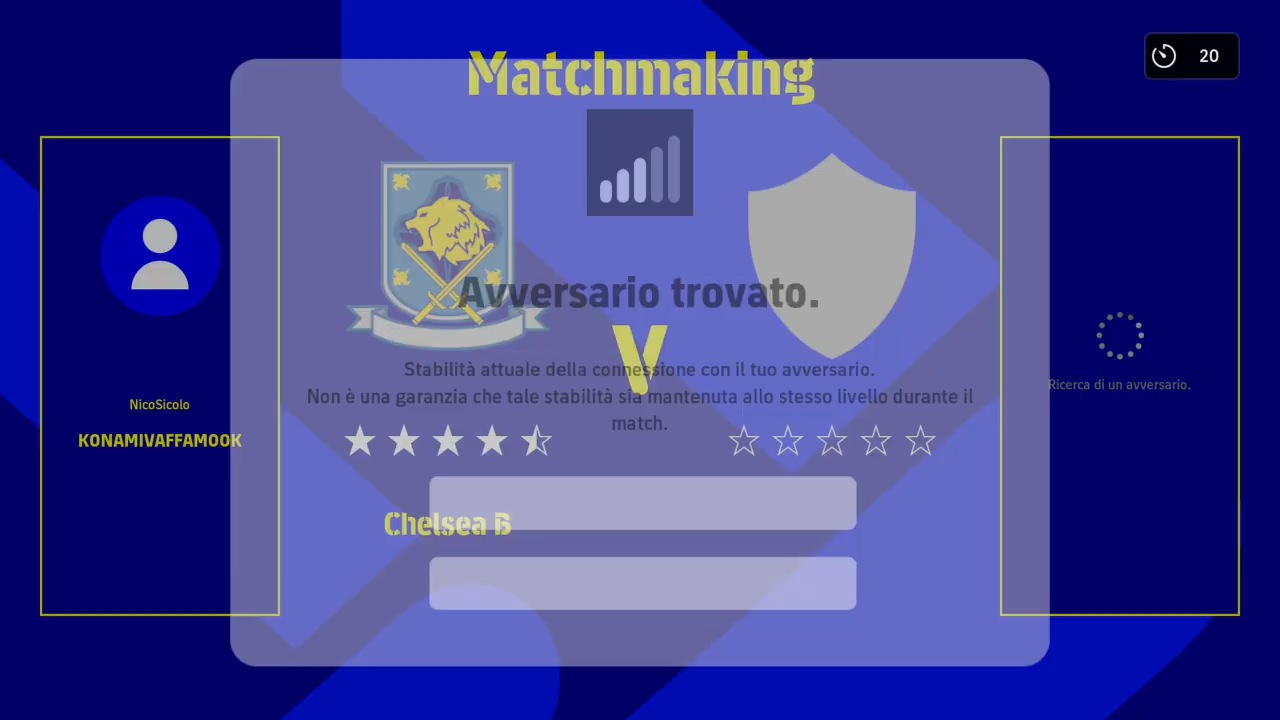 Matchmaking
20
Avversario trovato.
V
Stabilità attuale della connessione con il tuo avversario.
Non è una garanzia che tale stabilità sia mantenuta allo stesso livello durante il
match.
NicoSicolo
KONAMIVAFFAMOOK
Ricerca di un avversario.
Chelsea B